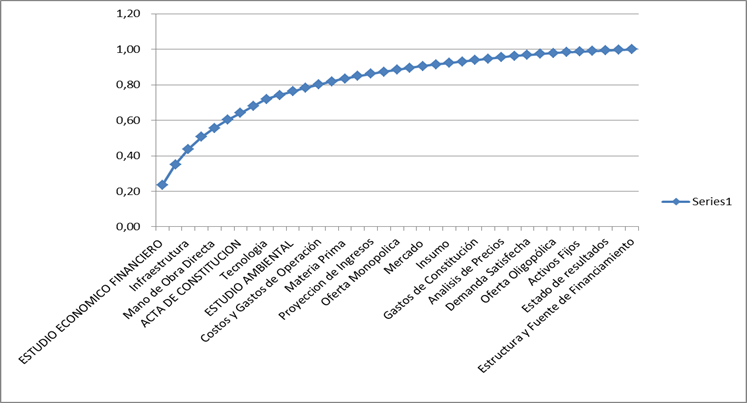 1,20
1,00
0,80
0,60
0,40
0,20
0,00
Series1
ESTUDIO ECONOMICO FINANCIERO
Infraestrutura
Mano de Obra Directa
ACTA DE CONSTITUCION
Tecnología
ESTUDIO AMBIENTAL
Costos y Gastos de Operación
Materia Prima
Proyeccion de Ingresos
Oferta Monopolica
Mercado
Insumo
Gastos de Constitución
Analisis de Precios
Demanda Satisfecha
Oferta Oligopólica
Activos Fijos
Estado de resultados
Estructura y Fuente de Financiamiento